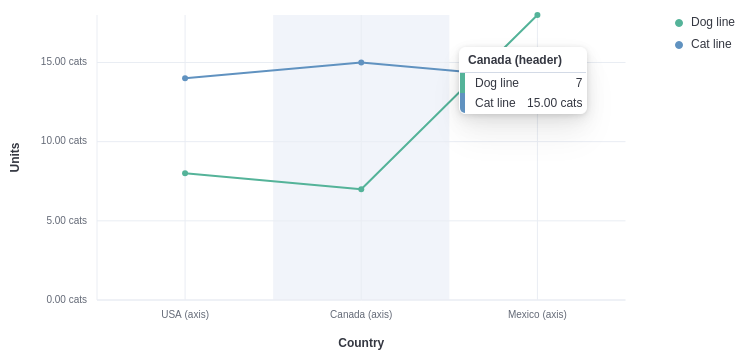 Dog line
Cat line
15.00 cats
10.00 cats
5.00 cats
0.00 cats
Units
Canada (header)
Dog line 7
Cat line 15.00 cats
USA (axis)
Canada (axis)
Mexico (axis)
Country